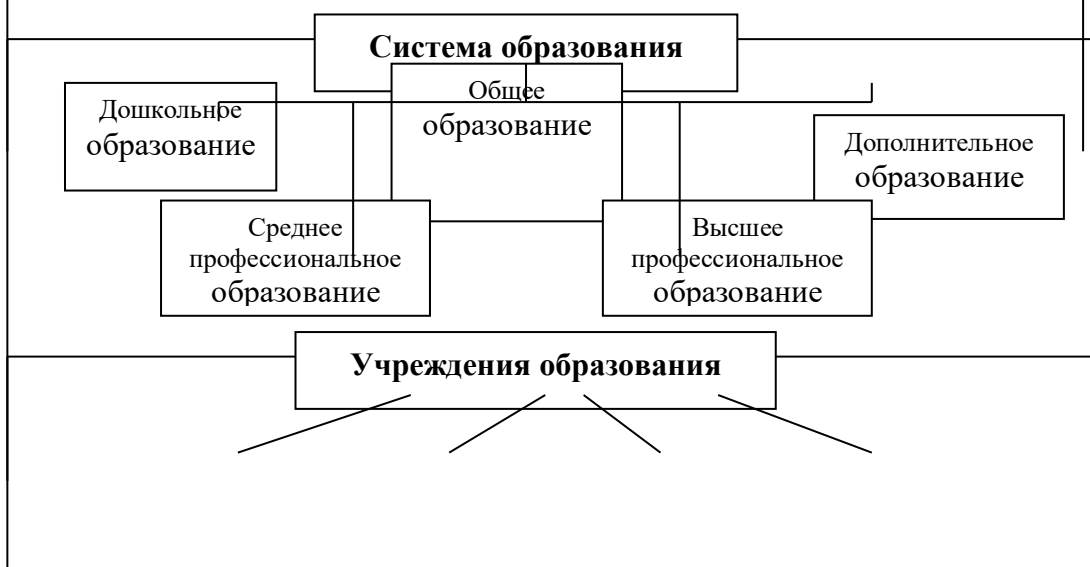 Система образования
Общее
образование
Дошкольное
образование
Дополнительное
образование
Среднее
профессиональное
образование
Высшее
профессиональное
образование
Учреждения образования